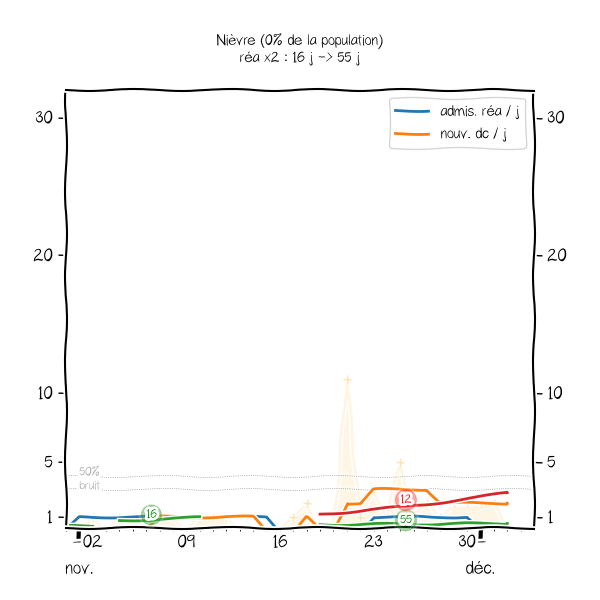 Nièvre (0% de la population)
réa x2 : 16 j -> 55 j
admis. réa / j
nouv. dc / j
30
30
20
20
10
10
5
5
50%
bruit
1
1
16
12
55
02
09
16
23
30
nov.
déc.